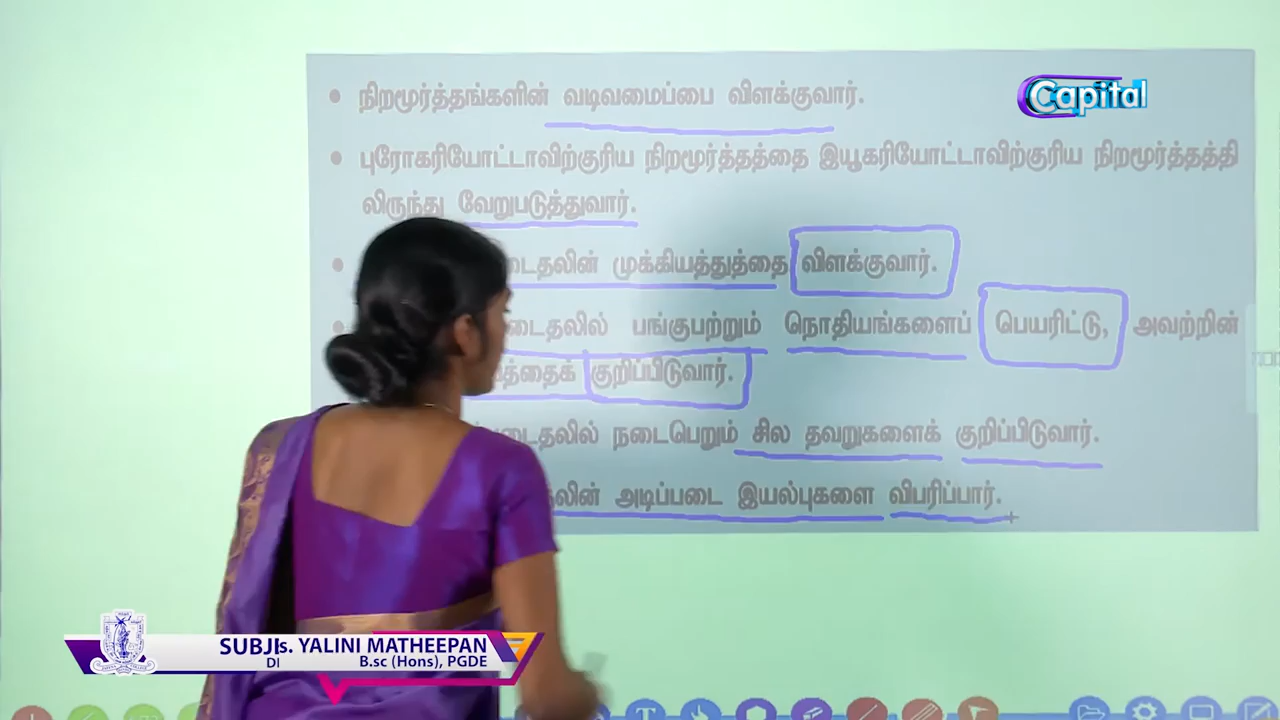 நிறமூர்த்தங்களின் வடிவமைப்பை விளக்குவார்.
Capital
புரோகரியோட்டாவிற்குரிய நிறமூர்த்தத்தை இயூகரியோட்டாவிற்குரிய நிறமூர்த்தத்தி
லிருந்து வேறுபடுத்துவார்.
டைதலின் முக்கியத்துத்தை விளக்குவார்.
டைதலில் பங்குபற்றும் நொதியங்களைப் பெயரிட்டு, அவற்றின்
த்தைக் குறிப்பிடுவார்.
டைதலில் நடைபெறும் சில தவறுகளைக் குறிப்பிடுவார்.
தலின் அடிப்படை இயல்புகளை விபரிப்பார்.
SUBJ s. YALINI MATHEEPAN
DI B.sc (Hons), PGDE